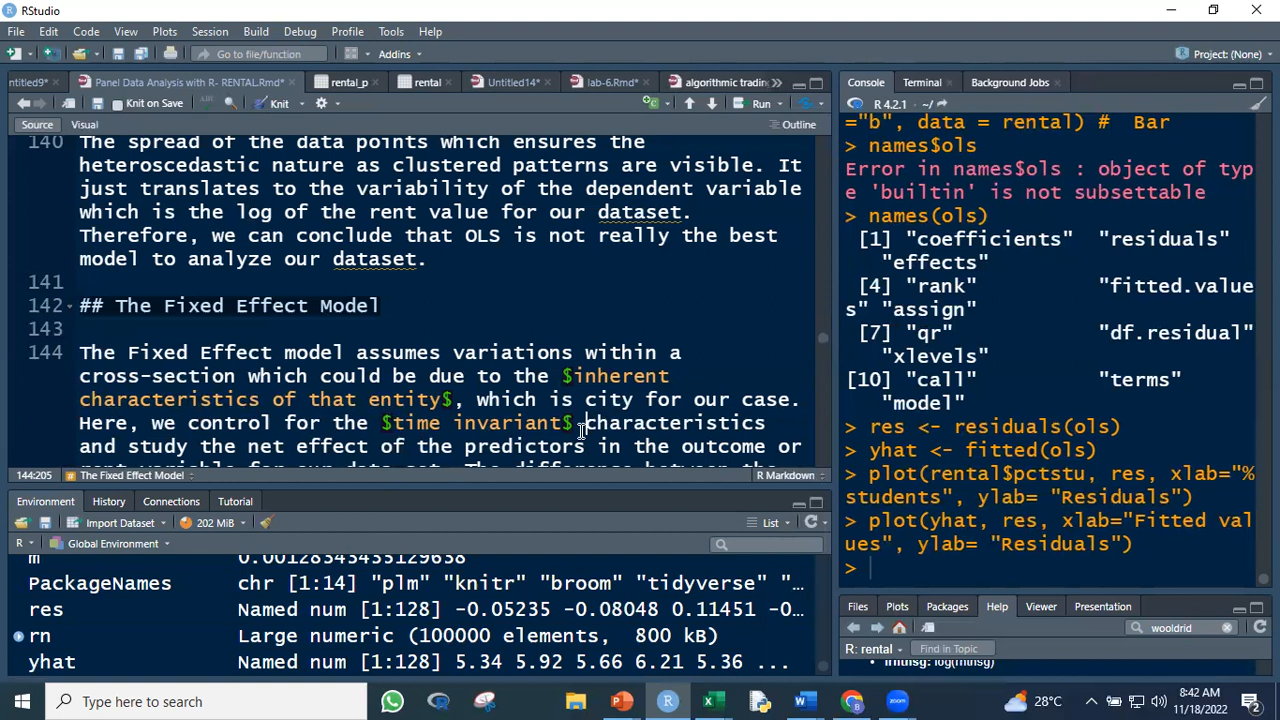 RStudio
File Edit Code View Plots Session Build Debug Profile Tools Help
Go to file/function
Addins
Project: (None)
ntitled9*
Panel Data Analysis with R- RENTAL.Rmd*
rental_p
rental
Untitled14*
lab-6.Rmd*
algorithmic trading
Knit on Save
Knit
Run
Source Visual
Outline
140 The spread of the data points which ensures the
heteroscedastic nature as clustered patterns are visible. It
just translates to the variability of the dependent variable
which is the log of the rent value for our dataset.
Therefore, we can conclude that OLS is not really the best
model to analyze our dataset.
141
142 ## The Fixed Effect Model
143
144 The Fixed Effect model assumes variations within a
cross-section which could be due to the $inherent
characteristics of that entity$, which is city for our case.
Here, we control for the $time invariant$ characteristics
and study the net effect of the predictors in the outcome or
144:205 The Fixed Effect Model R Markdown
Environment History Connections Tutorial
Import Dataset 202 MiB List
R Global Environment
m 0.00128343435129638
PackageNames chr [1:14] "plm" "knitr" "broom" "tidyverse" "…
res Named num [1:128] -0.05235 -0.08048 0.11451 -0…
rn Large numeric (100000 elements, 800 kB)
yhat Named num [1:128] 5.34 5.92 5.66 6.21 5.36 ...
Console Terminal Background Jobs
R 4.2.1 · ~/
="b", data = rental) # Bar
> names$ols
Error in names$ols : object of typ
e 'builtin' is not subsettable
> names(ols)
[1] "coefficients" "residuals"
"effects"
[4] "rank" "fitted.value
s" "assign"
[7] "qr" "df.residual"
"xlevels"
[10] "call" "terms"
"model"
> res <- residuals(ols)
> yhat <- fitted(ols)
> plot(rental$pctstu, res, xlab="%
students", ylab= "Residuals")
> plot(yhat, res, xlab="Fitted val
ues", ylab= "Residuals")
>
Files Plots Packages Help Viewer Presentation
wooldrid
R: rental Find in Topic
lrntinsg: log(rntinsg)
Type here to search
28°C
8:42 AM
11/18/2022
2